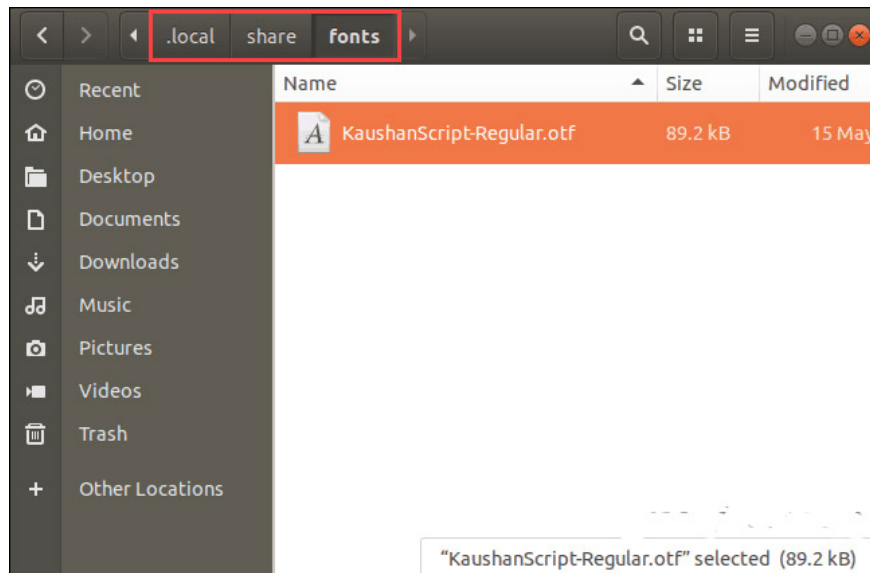 .local share fonts
Name Size Modified
Recent
KaushanScript-Regular.otf 89.2 kB 15 May
Home
Desktop
Documents
Downloads
Music
Pictures
Videos
Trash
Other Locations
“KaushanScript-Regular.otf” selected (89.2 kB)